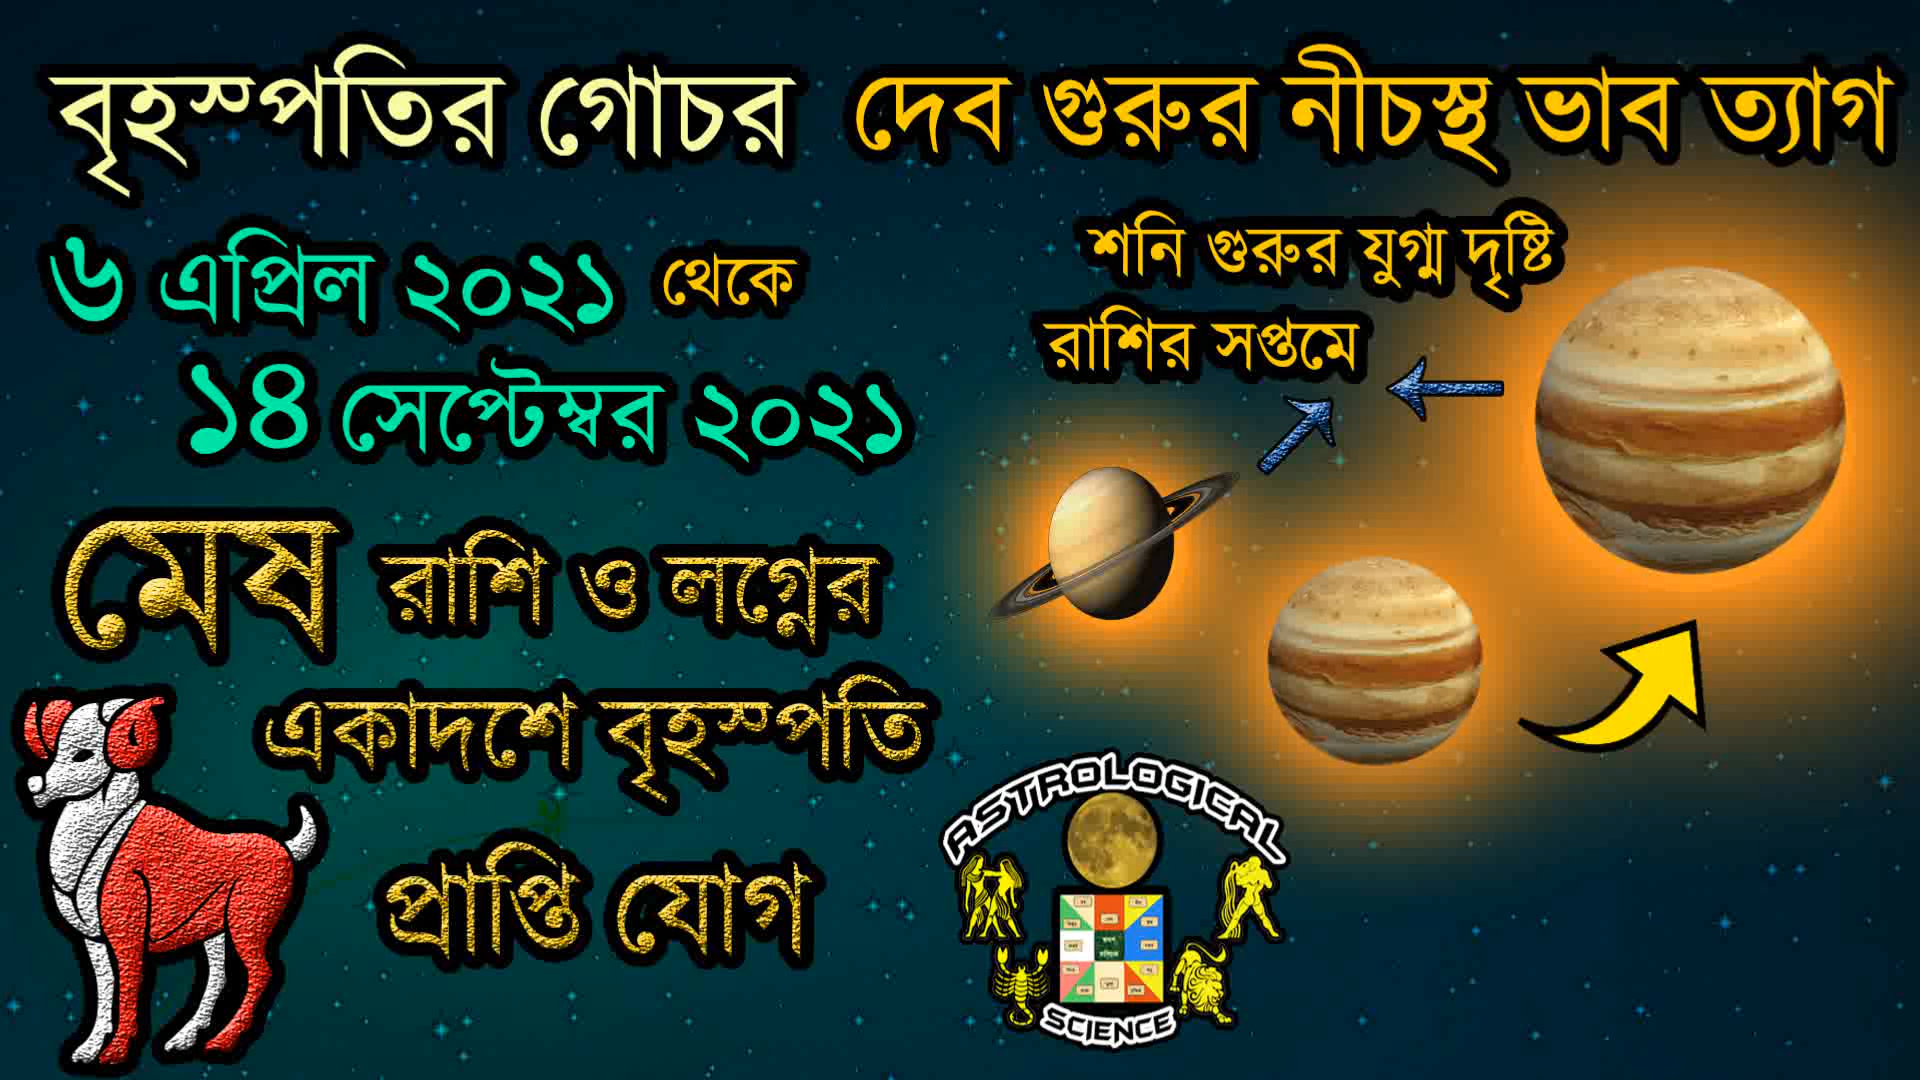 বৃহস্পতির গোচর দেব গুরুর নীচস্থ ভাব ত্যাগ
৬ এপ্রিল ২০২১ থেকে
১৪ সেপ্টেম্বর ২০২১
শনি গুরুর যুগ্ম দৃষ্টি
রাশির সপ্তমে
মেষ রাশি ও লগ্নের
একাদশে বৃহস্পতি
প্রাপ্তি যোগ
ASTROLOGICAL
SCIENCE